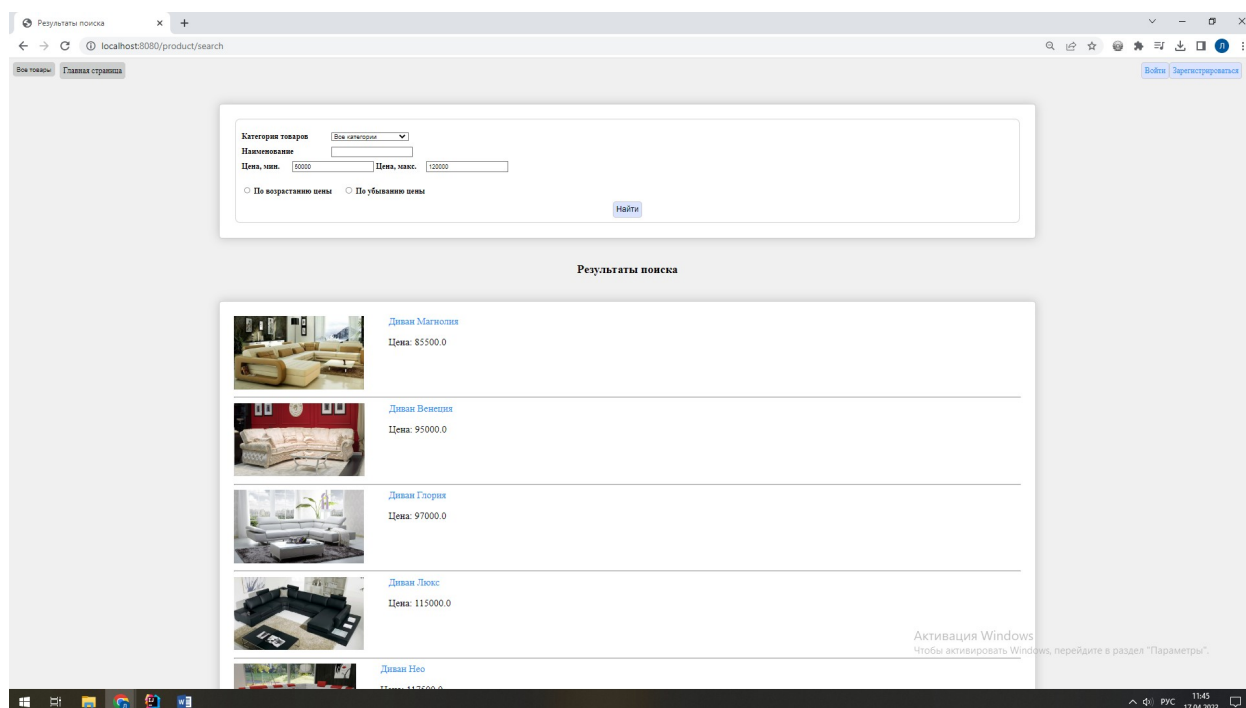 Результаты поиска
localhost:8080/product/search
Л
Все товары Главная страница
Войти Зарегистрироваться
Категория товаров Все категории
Наименование
Цена, мин. 50000 Цена, макс. 120000
По возрастанию цены По убыванию цены
Найти
Результаты поиска
Диван Магнолия
Цена: 85500.0
Диван Венеция
Цена: 95000.0
Диван Глория
Цена: 97000.0
Диван Люкс
Цена: 115000.0
Диван Нео
Активация Windows
Чтобы активировать Windows, перейдите в раздел "Параметры".
РУС
11:45
17.04.2023